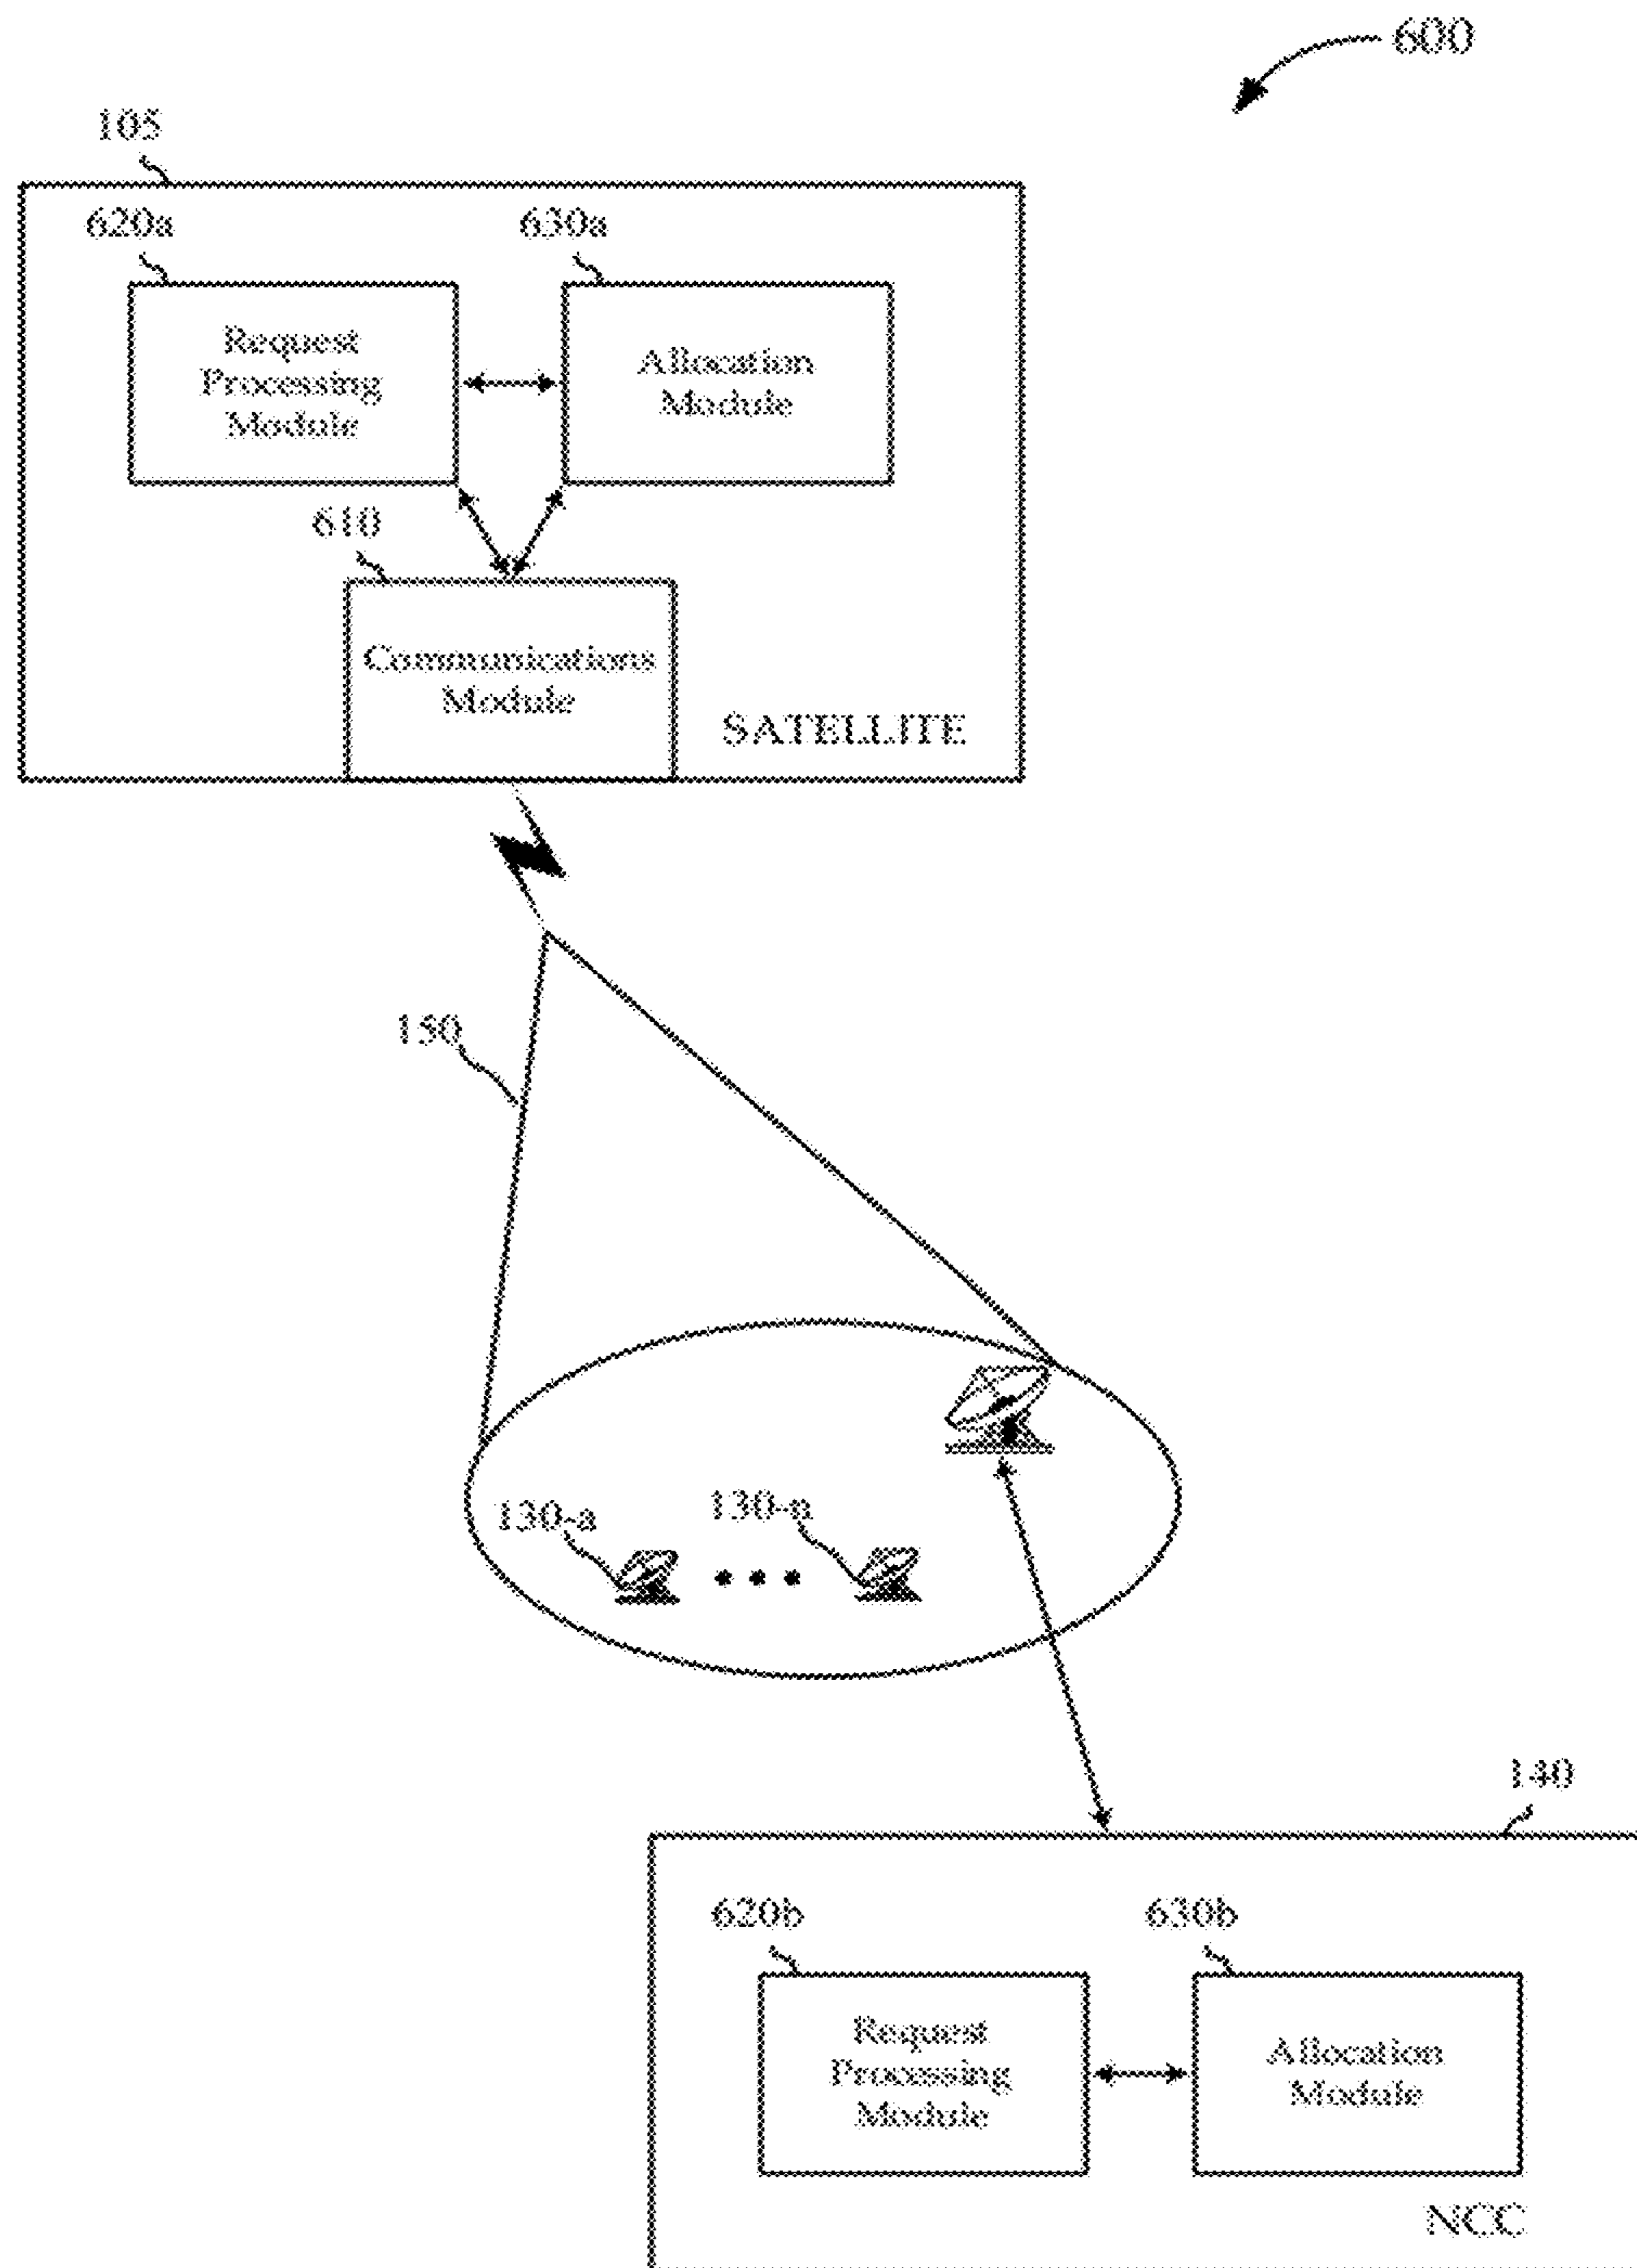 600
105
620a
630a
Request
Processing
Module
Allocation
Module
610
Communications
Module
SATELLITE
150
130-a
130-n
140
620b
630b
Request
Processing
Module
Allocation
Module
NCC